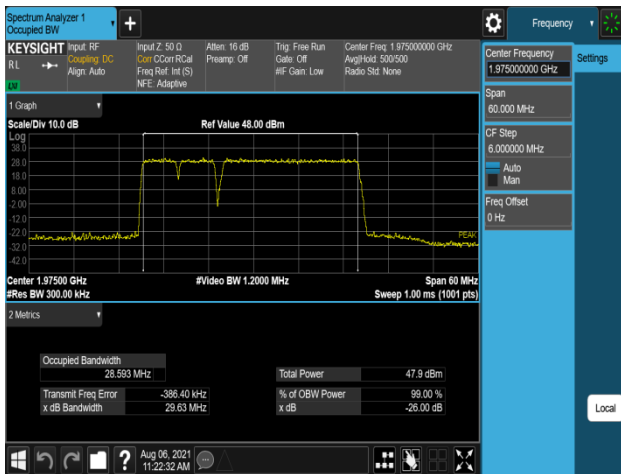 Spectrum Analyzer 1
Occupied BW
Frequency
KEYSIGHT
RL
LXI
Input: RF
Coupling: DC
Align: Auto
Input Z: 50 Ω
Corr CCorr RCal
Freq Ref: Int (S)
NFE: Adaptive
Atten: 16 dB
Preamp: Off
Trig: Free Run
Gate: Off
#IF Gain: Low
Center Freq: 1.975000000 GHz
Avg|Hold: 500/500
Radio Std: None
Center Frequency
1.975000000 GHz
Settings
Span
60.000 MHz
CF Step
6.000000 MHz
Auto
Man
Freq Offset
0 Hz
Local
1 Graph
Scale/Div 10.0 dB
Ref Value 48.00 dBm
Log
38.0
28.0
18.0
8.00
-2.00
-12.0
-22.0
-32.0
-42.0
PEAK
Center 1.97500 GHz
#Video BW 1.2000 MHz
Span 60 MHz
#Res BW 300.00 kHz
Sweep 1.00 ms (1001 pts)
2 Metrics
Occupied Bandwidth
28.593 MHz
Total Power 47.9 dBm
Transmit Freq Error -386.40 kHz
% of OBW Power 99.00 %
x dB Bandwidth 29.63 MHz
x dB -26.00 dB
?
Aug 06, 2021
11:22:32 AM